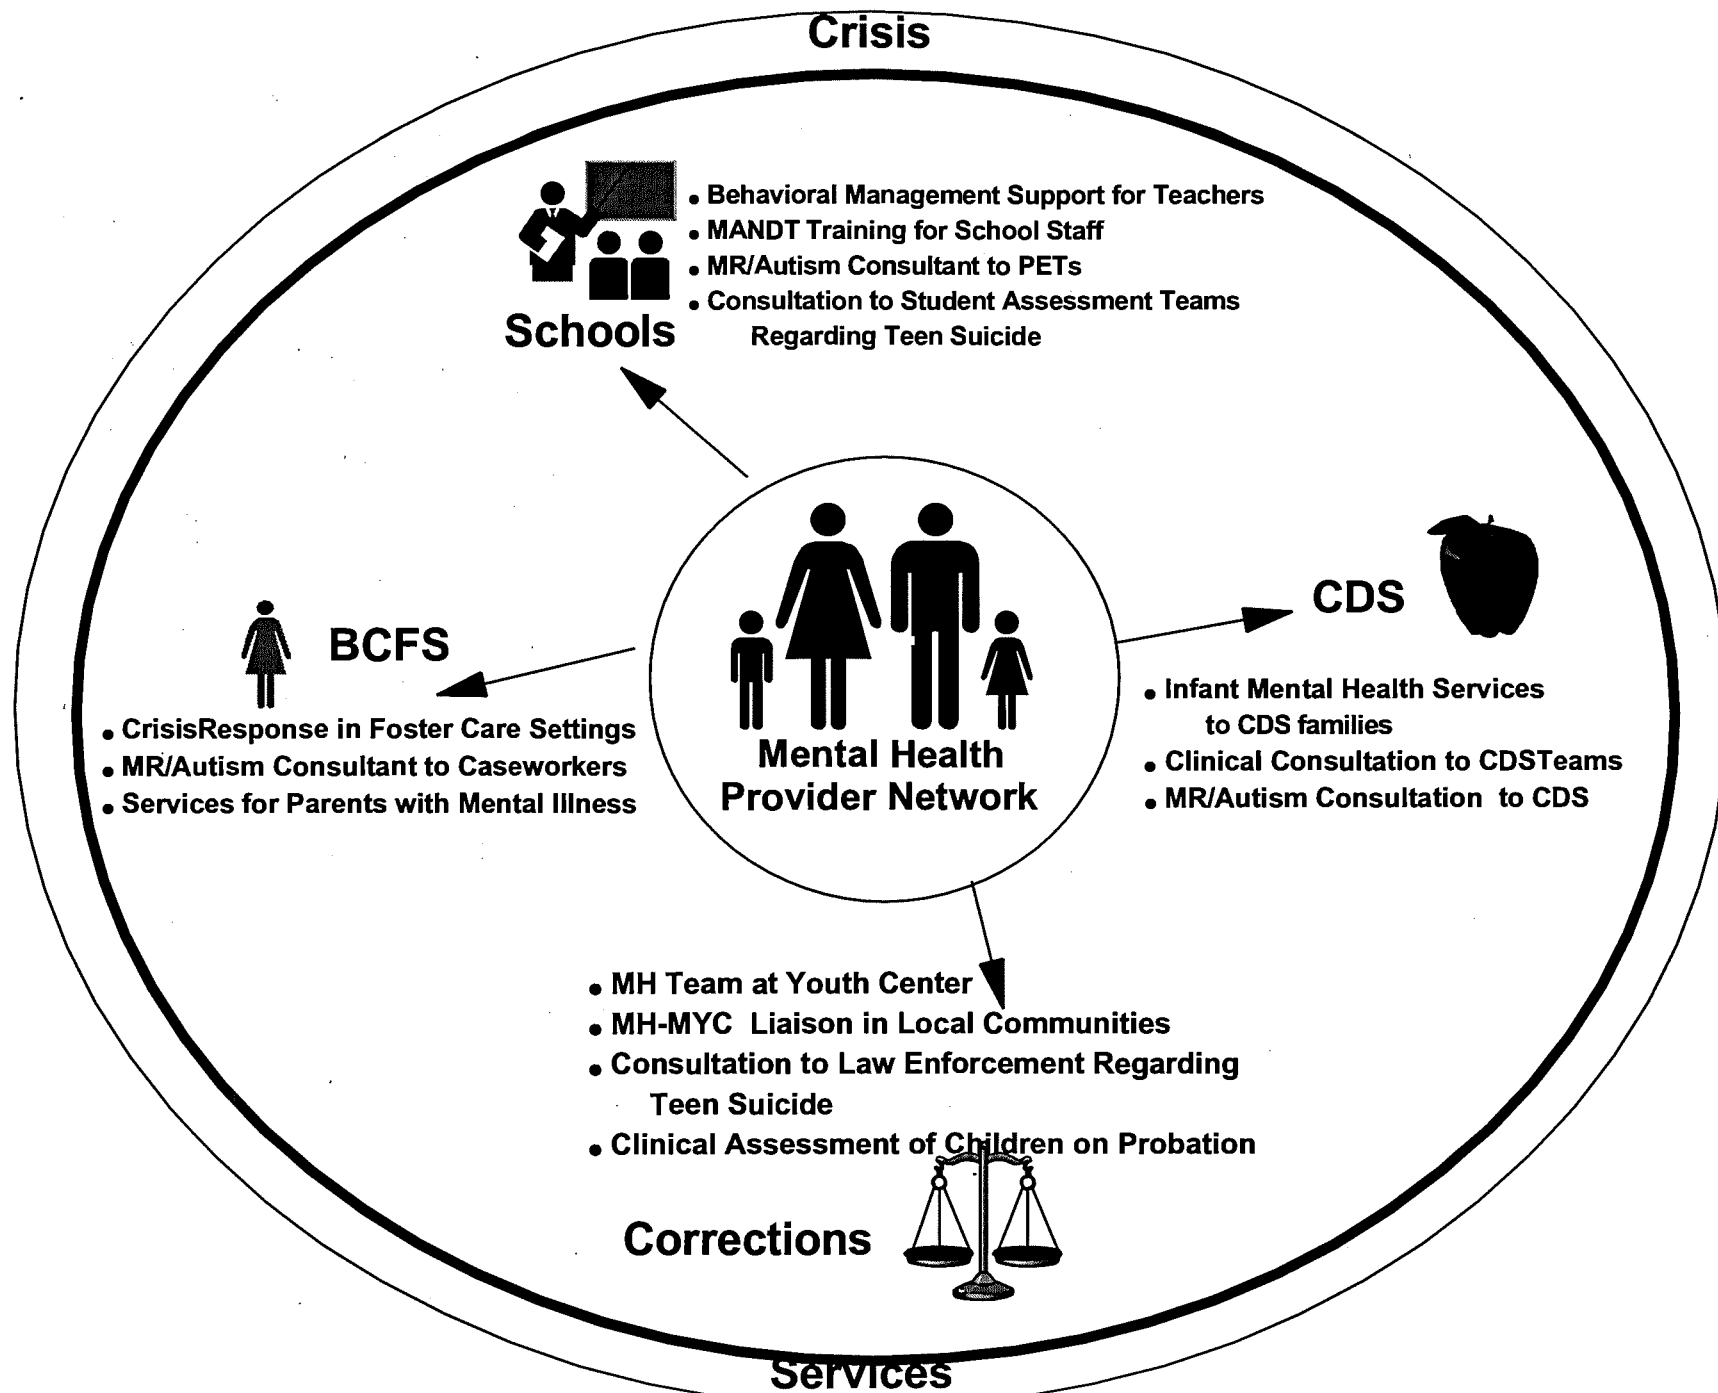 Crisis
• Behavioral Management Support for Teachers
• MANDT Training for School Staff
• MR/Autism Consultant to PETs
• Consultation to Student Assessment Teams
Regarding Teen Suicide
Schools
CDS
• Infant Mental Health Services
to CDS families
• Clinical Consultation to CDSTeams
• MR/Autism Consultation to CDS
BCFS
• CrisisResponse in Foster Care Settings
• MR/Autism Consultant to Caseworkers
• Services for Parents with Mental Illness
Mental Health
Provider Network
• MH Team at Youth Center
• MH-MYC Liaison in Local Communities
• Consultation to Law Enforcement Regarding
Teen Suicide
• Clinical Assessment of Children on Probation
Corrections
Services